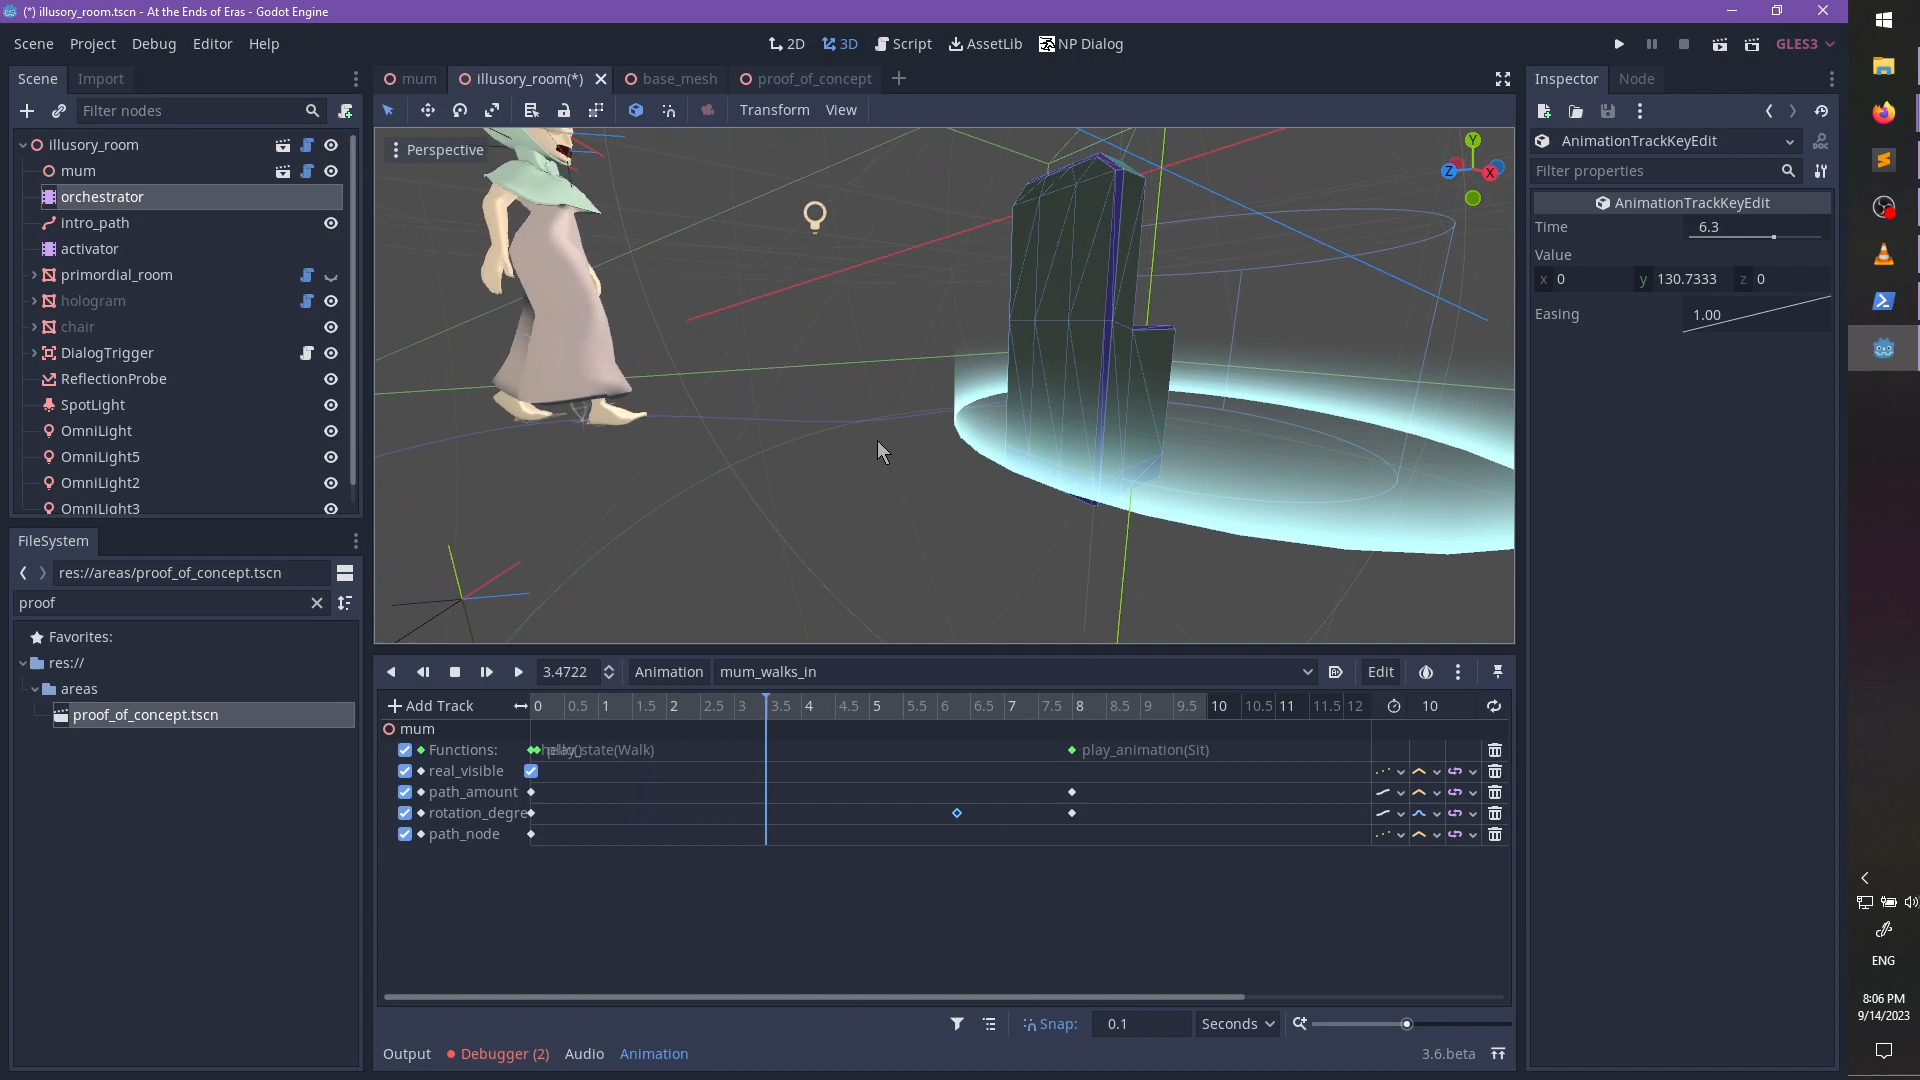 (*) illusory_room.tscn - At the Ends of Eras - Godot Engine
Scene Project Debug Editor Help
2D 3D Script AssetLib NP Dialog
GLES3
Scene Import
mum illusory_room(*) base_mesh proof_of_concept
Inspector Node
Filter nodes
Transform View
AnimationTrackKeyEdit
DOC
Filter properties
Perspective
illusory_room
mum
orchestrator
intro_path
activator
primordial_room
hologram
chair
DialogTrigger
ReflectionProbe
SpotLight
OmniLight
OmniLight5
OmniLight2
OmniLight3
Y
Z
X
AnimationTrackKeyEdit
Time 6.3
Value
x 0 y 130.7333 z 0
Easing 1.00
FileSystem
res://areas/proof_of_concept.tscn
proof
Favorites:
res://
areas
proof_of_concept.tscn
3.4722 Animation mum_walks_in Edit
Add Track 0 0.5 1 1.5 2 2.5 3 3.5 4 4.5 5 5.5 6 6.5 7 7.5 8 8.5 9 9.5 10 10.5 11 11.5 12 10
mum
Functions: play_state(Walk) play_animation(Sit)
real_visible
path_amount
rotation_degre
path_node
Snap: 0.1 Seconds
Output Debugger (2) Audio Animation 3.6.beta
ENG
8:06 PM
9/14/2023